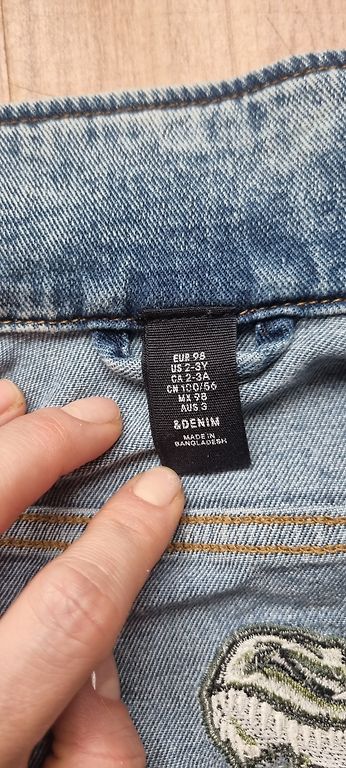 EUR 98
US 2-3Y
CA 2-3A
CN 100/56
MX 98
AUS 3
&DENIM
MADE IN
BANGLADESH